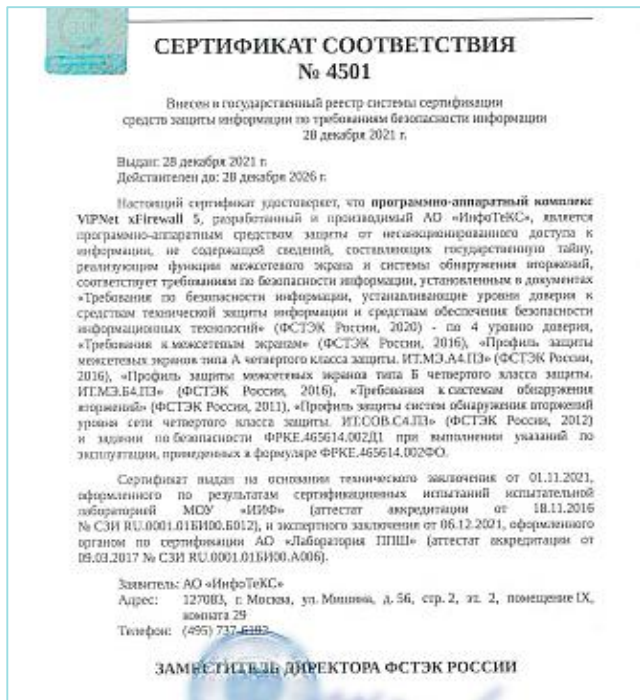 СЕРТИФИКАТ СООТВЕТСТВИЯ
№ 4501
Внесен в государственный реестр системы сертификации
средств защиты информации по требованиям безопасности информации
28 декабря 2021 г.
Выдан: 28 декабря 2021 г.
Действителен до: 28 декабря 2026 г.
Настоящий сертификат удостоверяет, что программно-аппаратный комплекс
ViPNet xFirewall 5, разработанный и производимый АО «ИнфоТеКС», является
программно-аппаратным средством защиты от несанкционированного доступа к
информации, не содержащей сведений, составляющих государственную тайну,
реализующим функции межсетевого экрана и системы обнаружения вторжений,
соответствует требованиям по безопасности информации, установленным в документах
«Требования по безопасности информации, устанавливающие уровни доверия к
средствам технической защиты информации и средствам обеспечения безопасности
информационных технологий» (ФСТЭК России, 2020) - по 4 уровню доверия,
«Требования к межсетевым экранам» (ФСТЭК России, 2016), «Профиль защиты
межсетевых экранов типа А четвертого класса защиты. ИТ.МЭ.А4.ПЗ» (ФСТЭК России,
2016), «Профиль защиты межсетевых экранов типа Б четвертого класса защиты.
ИТ.МЭ.Б4.ПЗ» (ФСТЭК России, 2016), «Требования к системам обнаружения
вторжений» (ФСТЭК России, 2011), «Профиль защиты систем обнаружения вторжений
уровня сети четвертого класса защиты. ИТ.СОВ.С4.ПЗ» (ФСТЭК России, 2012)
и задании по безопасности ФРКЕ.465614.002Д1 при выполнении указаний по
эксплуатации, приведенных в формуляре ФРКЕ.465614.002ФО.
Сертификат выдан на основании технического заключения от 01.11.2021,
оформленного по результатам сертификационных испытаний испытательной
лабораторией МОУ «ИИФ» (аттестат аккредитации от 18.11.2016
№ СЗИ RU.0001.01БИ00.Б012), и экспертного заключения от 06.12.2021, оформленного
органом по сертификации АО «Лаборатория ППШ» (аттестат аккредитации от
09.03.2017 № СЗИ RU.0001.01БИ00.А006).
Заявитель: АО «ИнфоТеКС»
Адрес: 127083, г. Москва, ул. Мишина, д. 56, стр. 2, эт. 2, помещение IX,
комната 29
Телефон: (495) 737-6192
ЗАМЕСТИТЕЛЬ ДИРЕКТОРА ФСТЭК РОССИИ